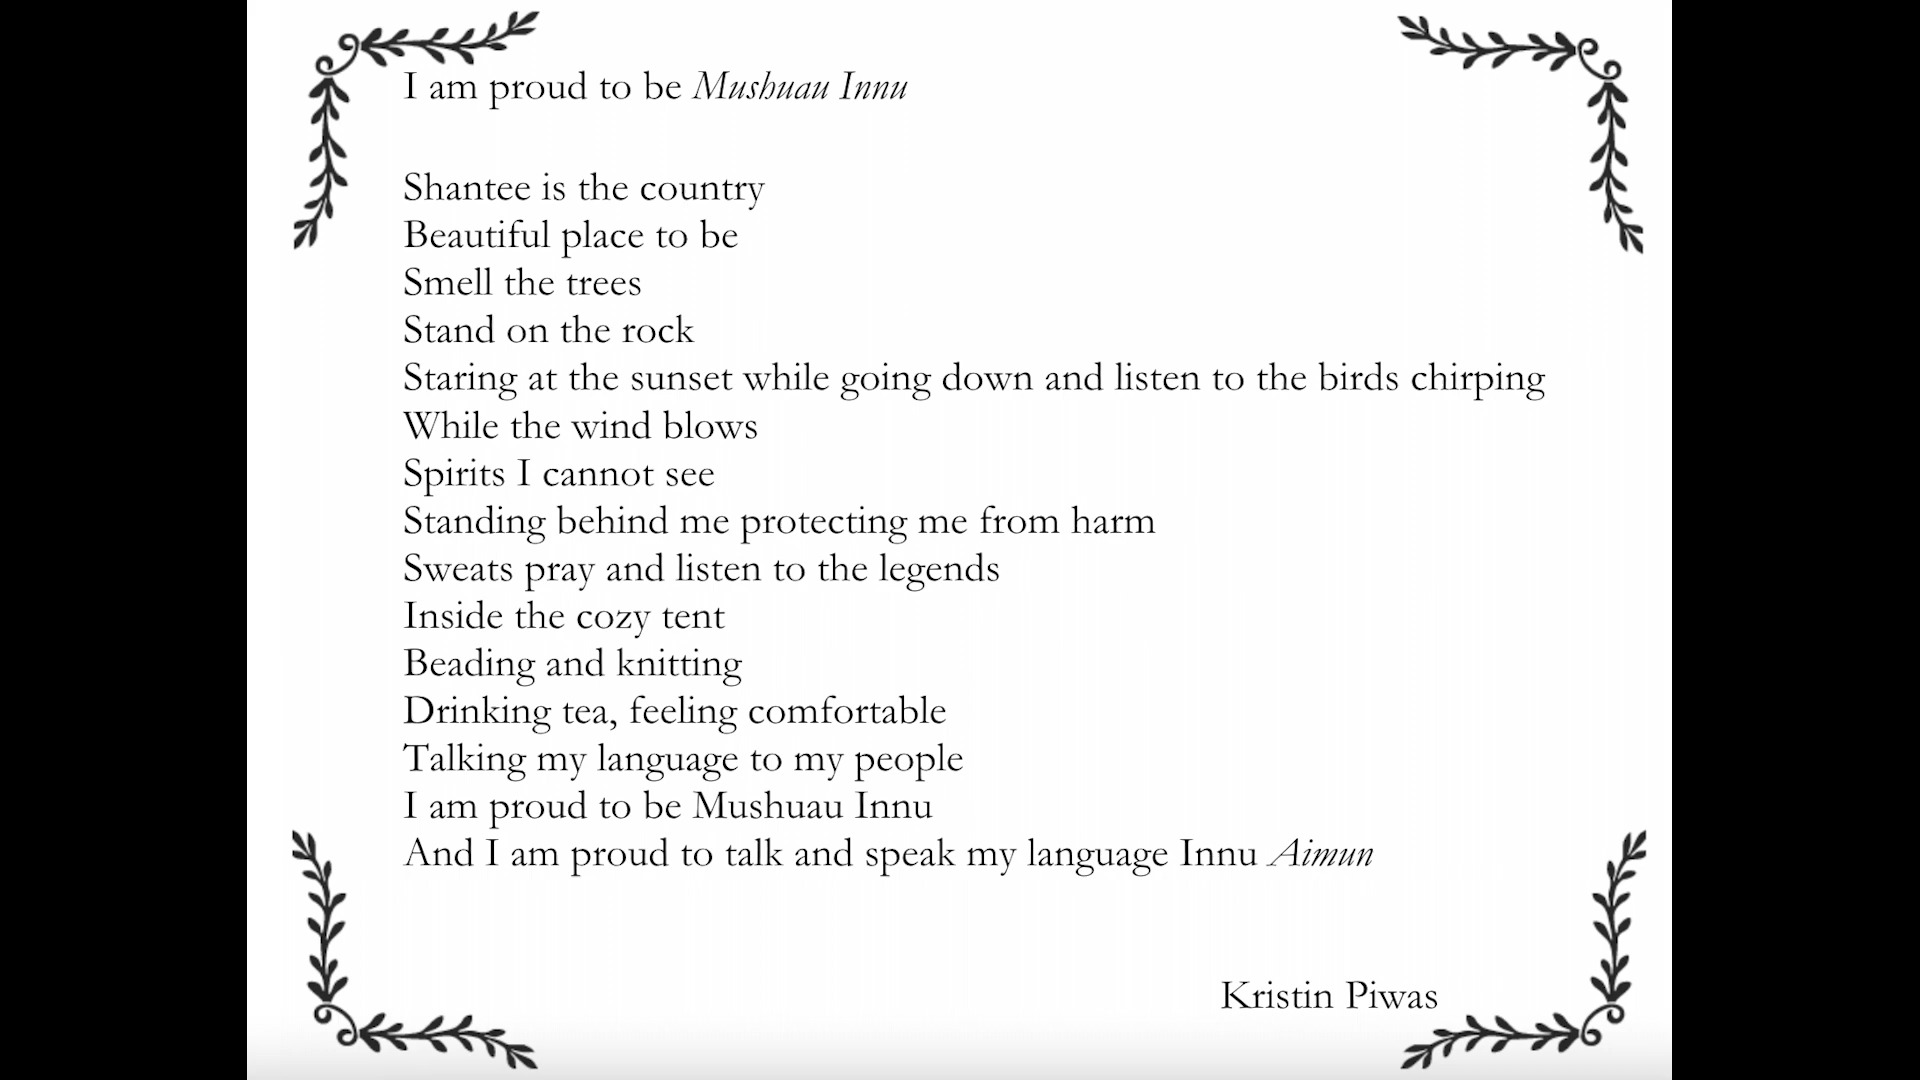 I am proud to be Mushuau Innu
Shantee is the country
Beautiful place to be
Smell the trees
Stand on the rock
Staring at the sunset while going down and listen to the birds chirping
While the wind blows
Spirits I cannot see
Standing behind me protecting me from harm
Sweats pray and listen to the legends
Inside the cozy tent
Beading and knitting
Drinking tea, feeling comfortable
Talking my language to my people
I am proud to be Mushuau Innu
And I am proud to talk and speak my language Innu Aimun
Kristin Piwas